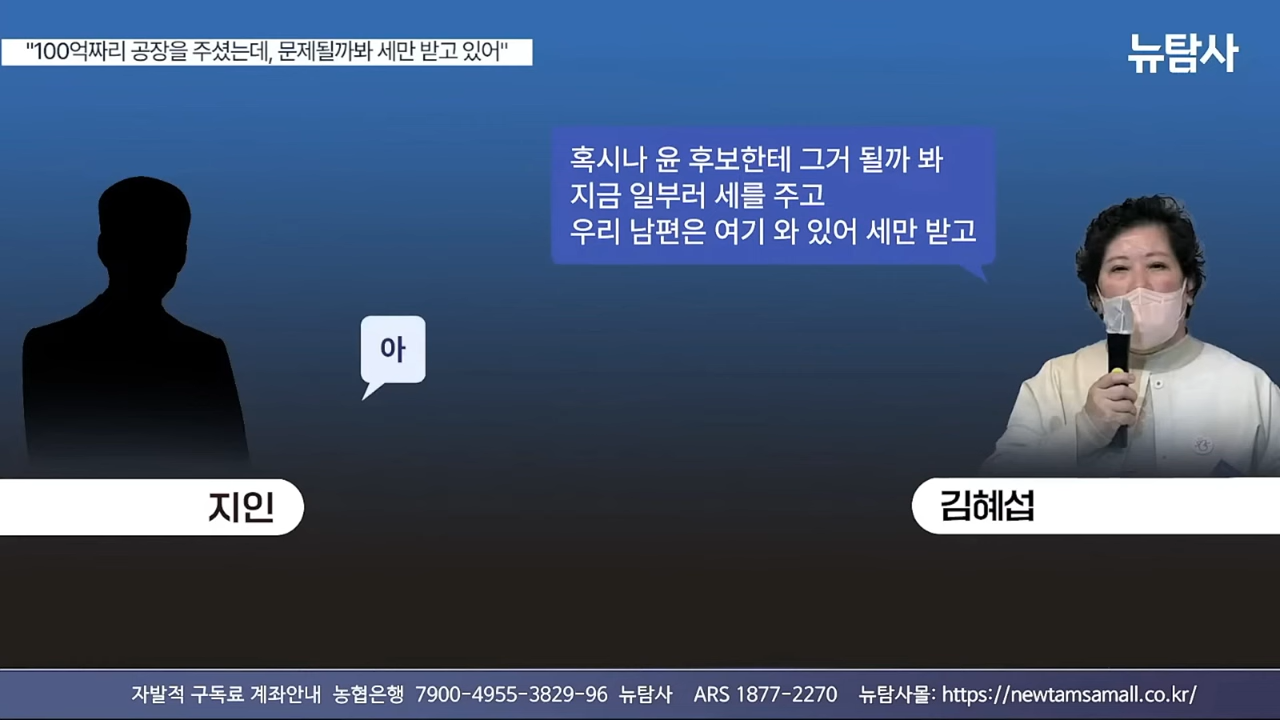 "100억짜리 공장을 주셨는데, 문제될까봐 세만 받고 있어"
뉴탐사
혹시나 윤 후보한테 그거 될까 봐
지금 일부러 세를 주고
우리 남편은 여기 와 있어 세만 받고
아
지인
김혜섭
자발적 구독료 계좌안내 농협은행 7900-4955-3829-96 뉴탐사 ARS 1877-2270 뉴탐사몰: https://newtamsamall.co.kr/